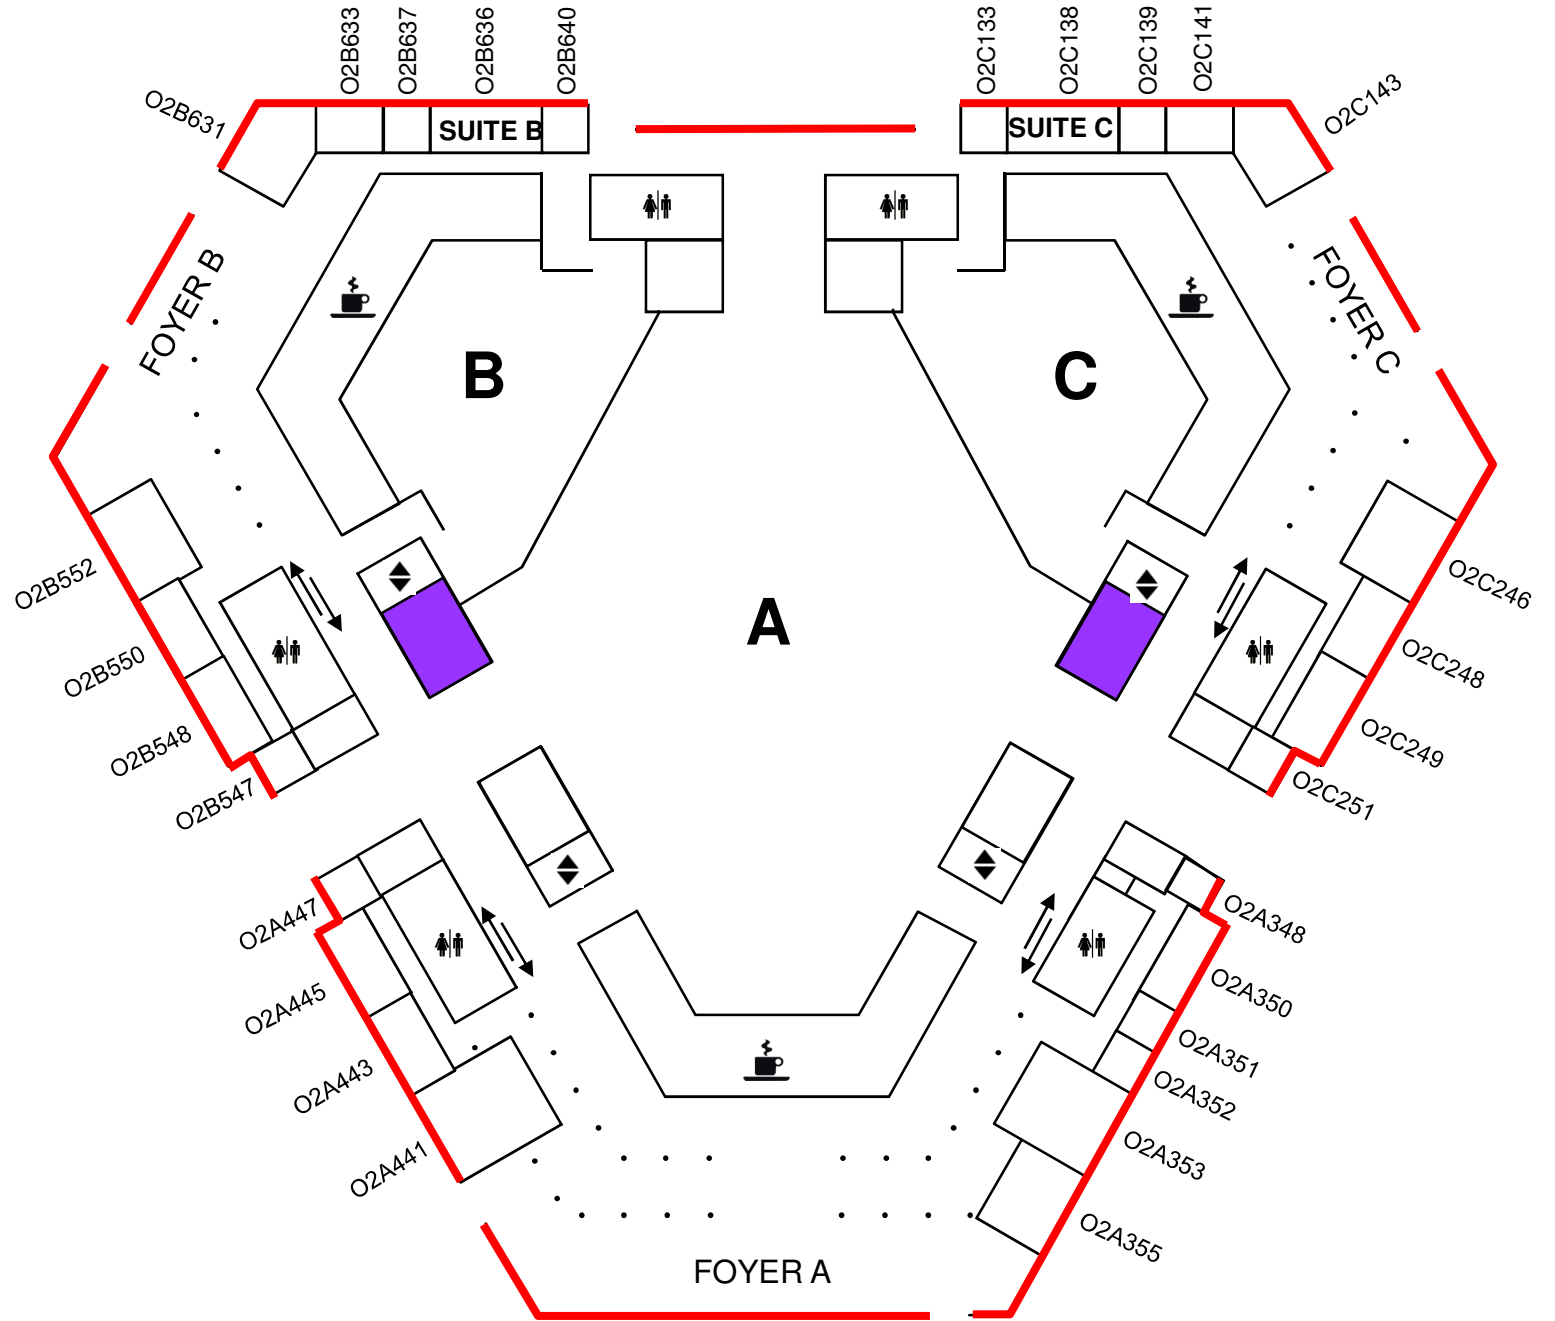 O2B633
O2B637
O2B636
O2B640
O2C133
O2C138
O2C139
O2C141
O2B631
O2C143
SUITE B
SUITE C
FOYER B
FOYER C
B
C
A
O2B552
O2B550
O2B548
O2B547
O2C246
O2C248
O2C249
O2C251
O2A447
O2A445
O2A443
O2A441
O2A348
O2A350
O2A351
O2A352
O2A353
O2A355
FOYER A